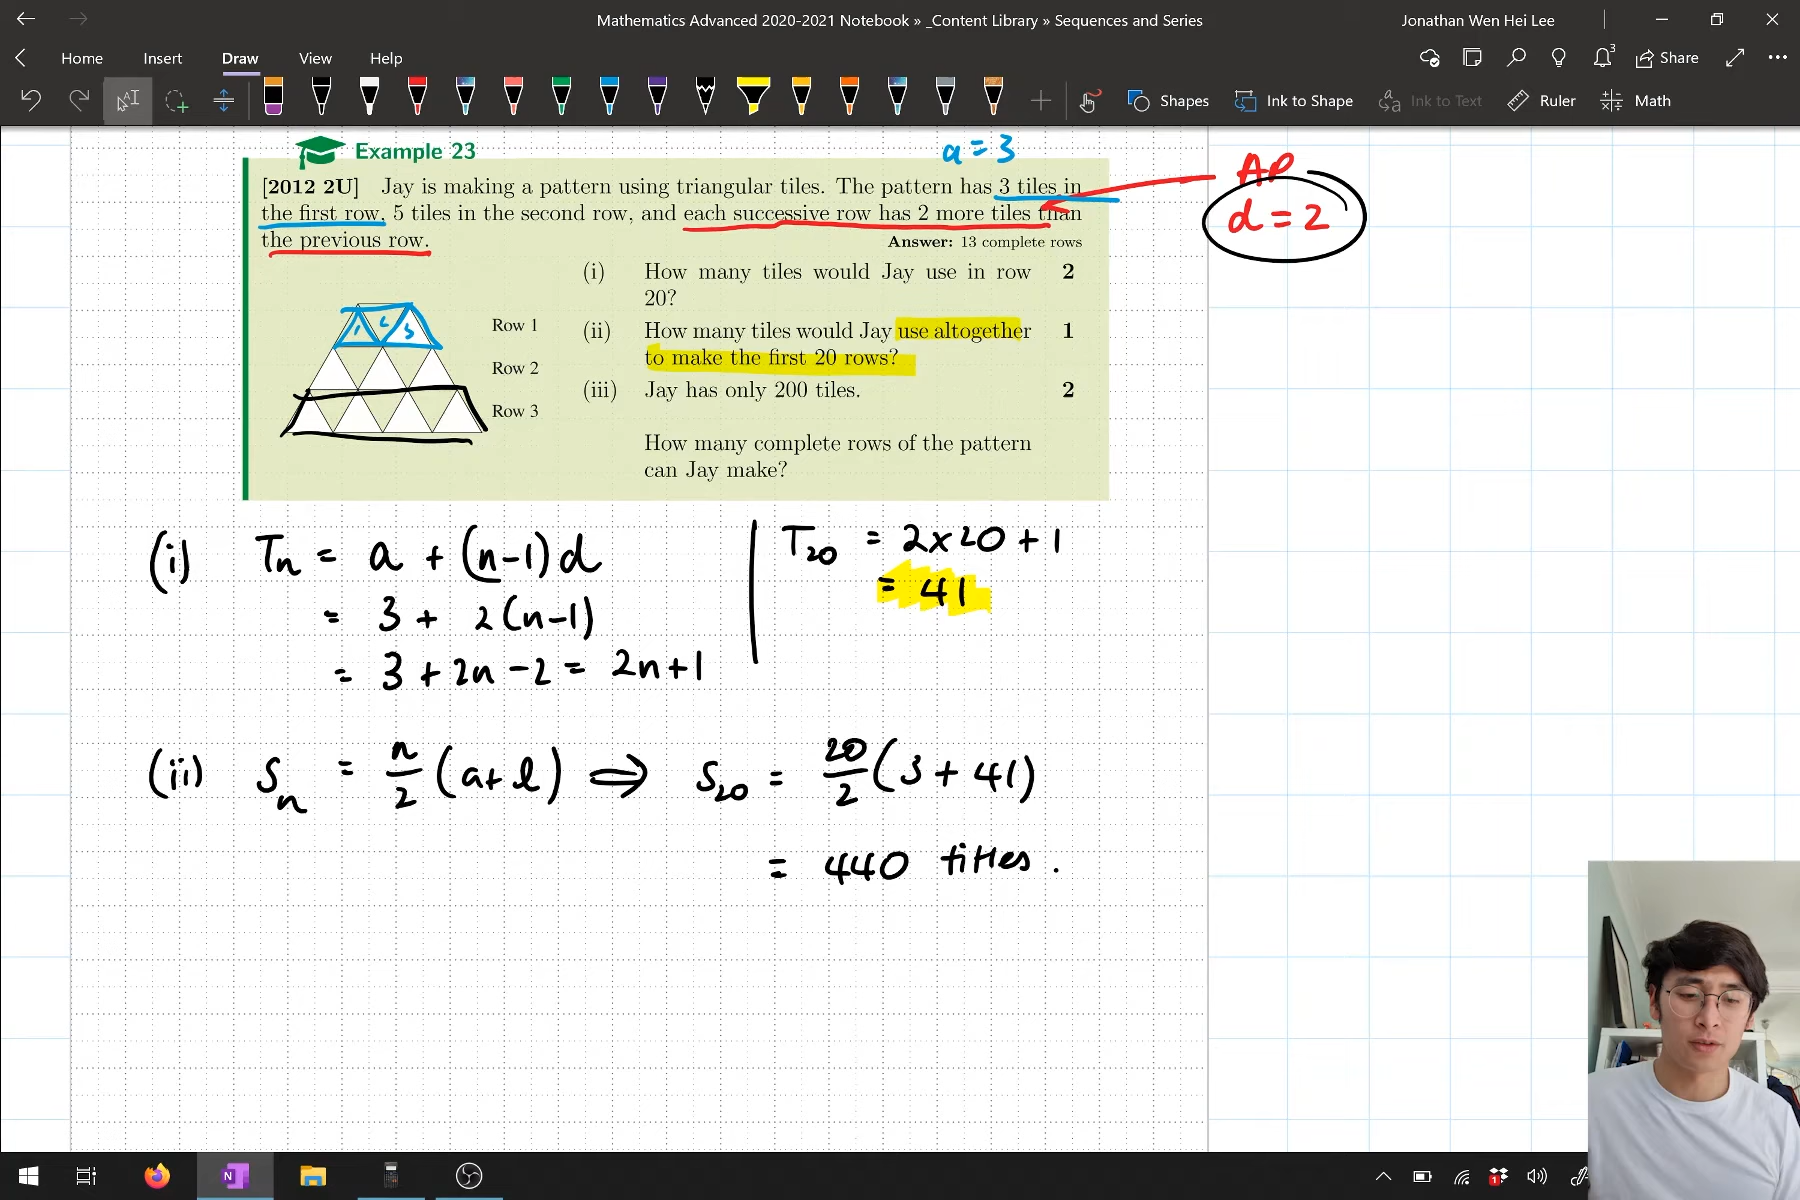 Mathematics Advanced 2020-2021 Notebook » _Content Library » Sequences and Series
Jonathan Wen Hei Lee
Home Insert Draw View Help
3
Share
Shapes
Ink to Shape
Ink to Text
Ruler
Math
Example 23
a = 3
AP
d = 2
[2012 2U] Jay is making a pattern using triangular tiles. The pattern has 3 tiles in
the first row, 5 tiles in the second row, and each successive row has 2 more tiles than
the previous row.
Answer: 13 complete rows
(i) How many tiles would Jay use in row 2
20?
(ii) How many tiles would Jay use altogether 1
to make the first 20 rows?
(iii) Jay has only 200 tiles. 2
How many complete rows of the pattern
can Jay make?
1 2 3
Row 1
Row 2
Row 3
(i) Tn = a + (n-1)d
= 3 + 2(n-1)
= 3 + 2n - 2 = 2n+1
T20 = 2x20 + 1
= 41
(ii) Sn = n/2 (a+l) ⟹ S20 = 20/2 (3 + 41)
= 440 titles.